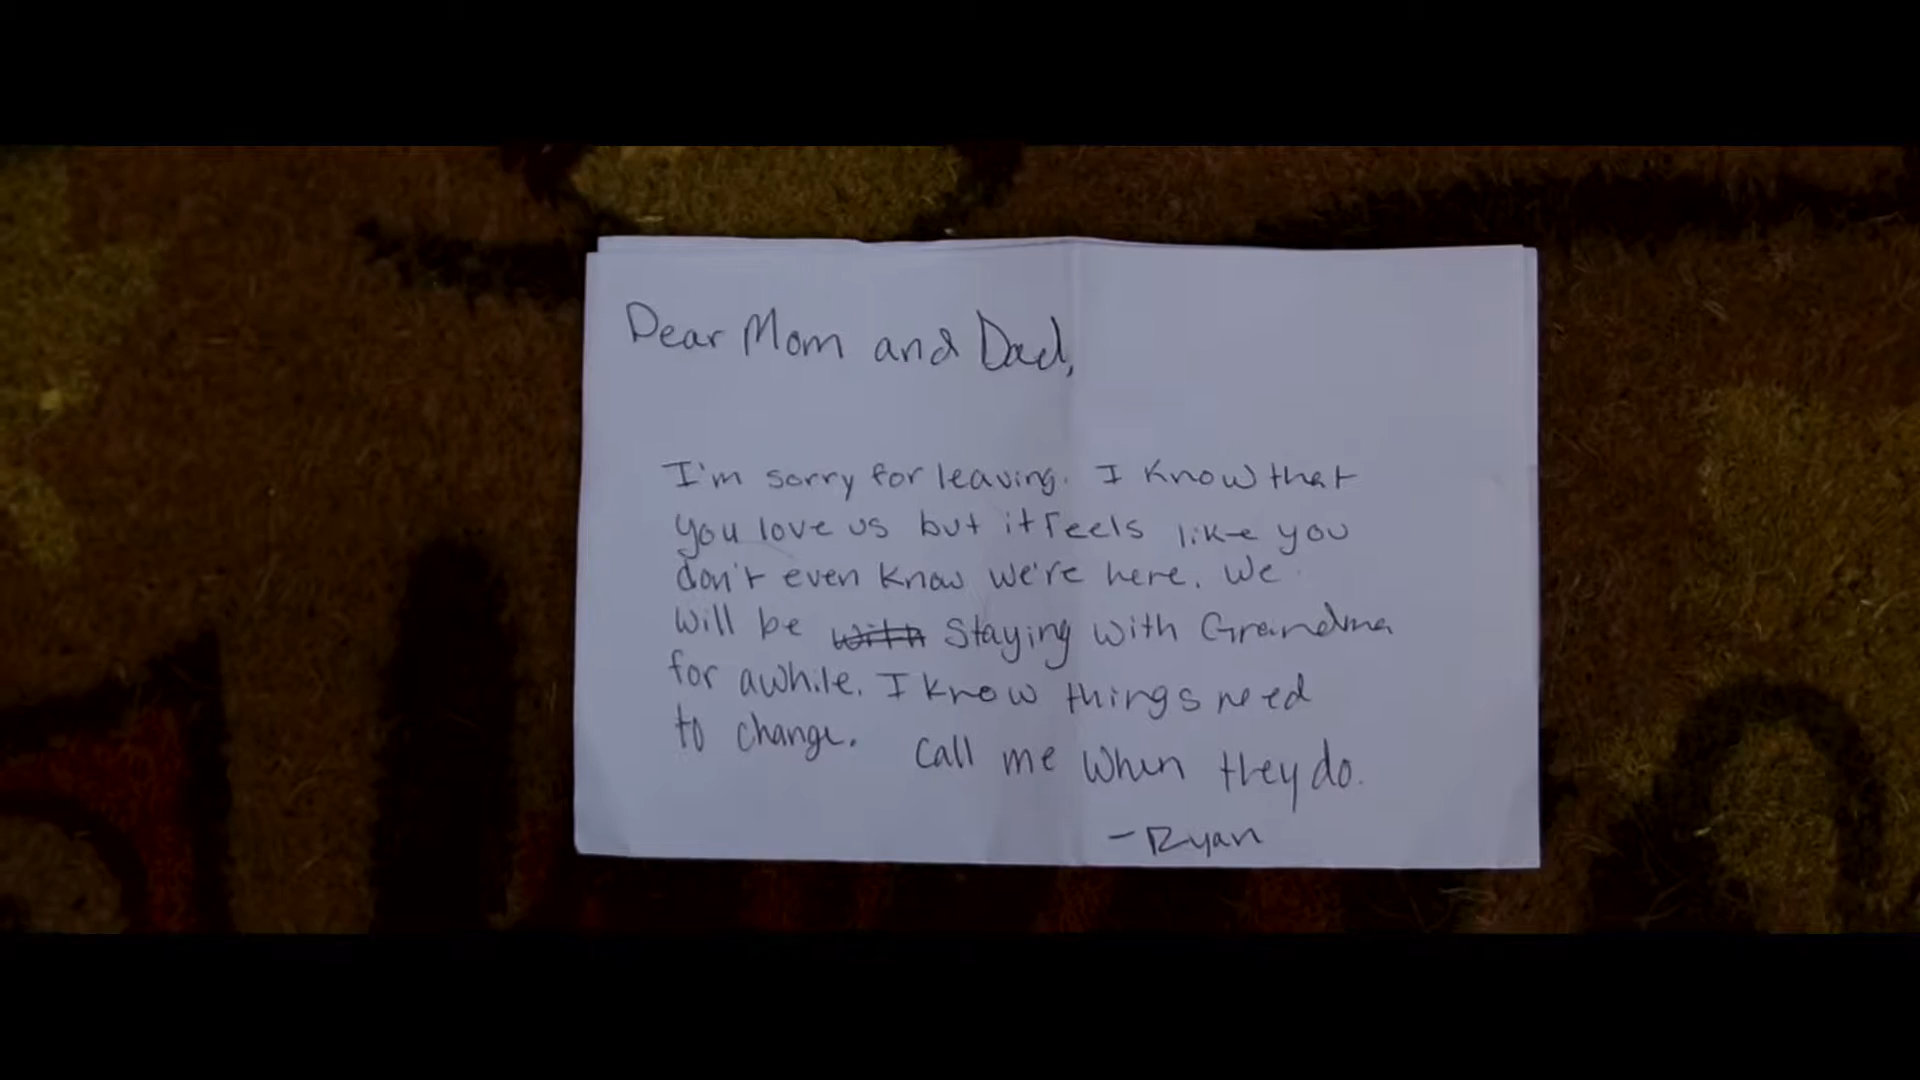 Dear Mom and Dad,
I'm sorry for leaving. I know that
you love us but it feels like you
don't even know we're here. We
will be with staying with Grandma
for awhile. I know things need
to change. Call me when they do.
-Ryan